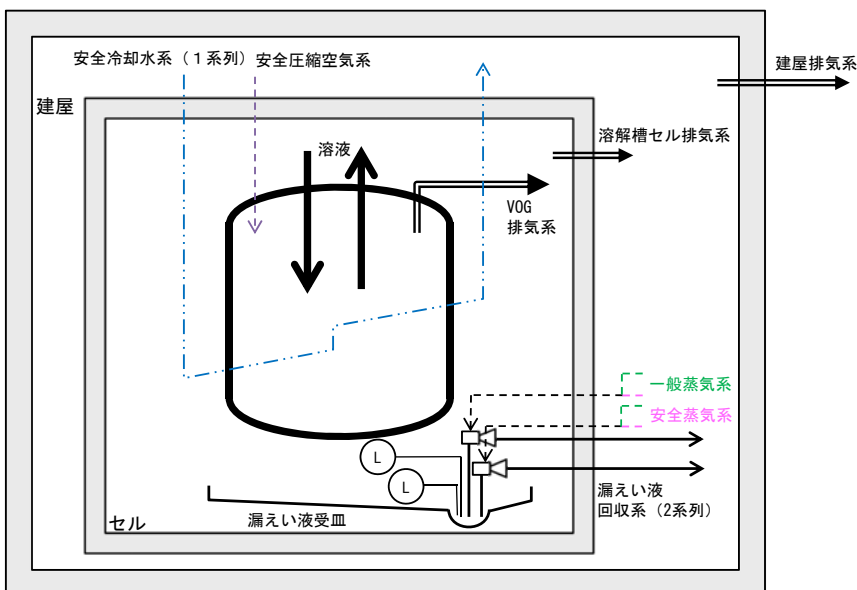 安全冷却水系（１系列）
安全圧縮空気系
建屋排気系
建屋
溶解槽セル排気系
溶液
VOG
排気系
一般蒸気系
安全蒸気系
L
L
漏えい液
回収系（2系列）
漏えい液受皿
セル